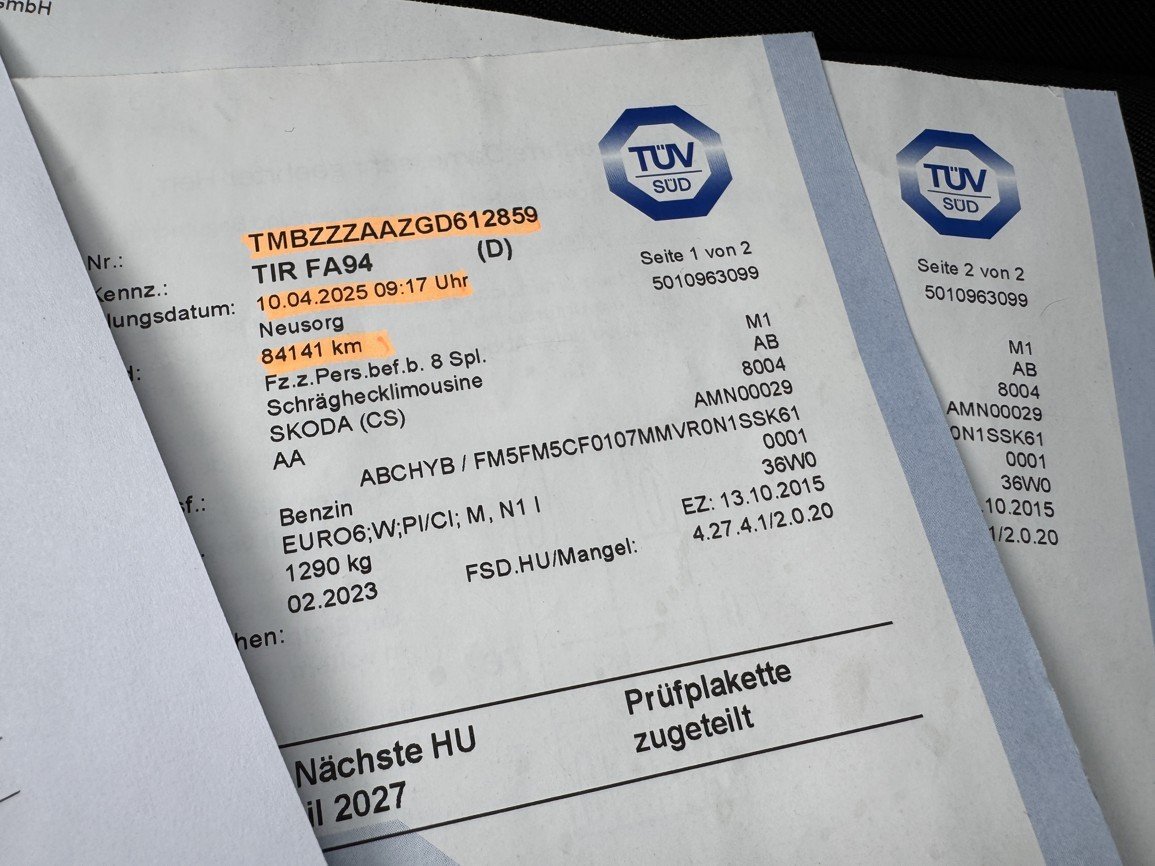 GmbH
TÜV
SÜD
Seite 1 von 2
5010963099
Nr.: TMBZZZAAZGD612859
Kennz.: TIR FA94 (D)
lungsdatum: 10.04.2025 09:17 Uhr
Neusorg
84141 km
Fz.z.Pers.bef.b. 8 Spl. M1
Schräghecklimousine AB
SKODA (CS) 8004
AA AMN00029
ABCHYB / FM5FM5CF0107MMVR0N1SSK61
Benzin 0001
EURO6;W;PI/CI; M, N1 I 36W0
1290 kg EZ: 13.10.2015
02.2023 FSD.HU/Mangel: 4.27.4.1/2.0.20
hen:
Nächste HU Prüfplakette
il 2027 zugeteilt
TÜV
SÜD
Seite 2 von 2
5010963099
M1
AB
8004
AMN00029
0N1SSK61
0001
36W0
.10.2015
1/2.0.20